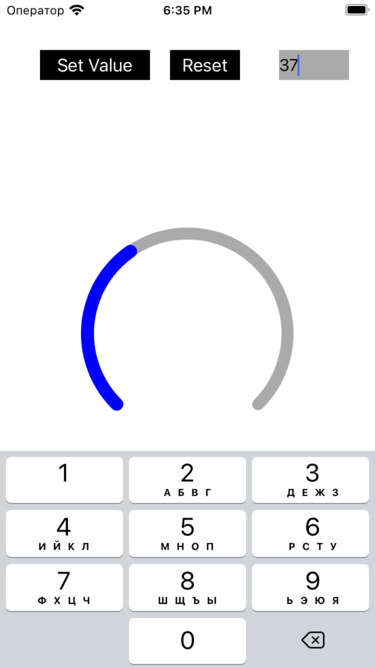 Оператор 6:35 PM
Set Value Reset 37
1 2 3
А Б В Г Д Е Ж З
4 5 6
И Й К Л М Н О П Р С Т У
7 8 9
Ф Х Ц Ч Ш Щ Ъ Ы Ь Э Ю Я
0